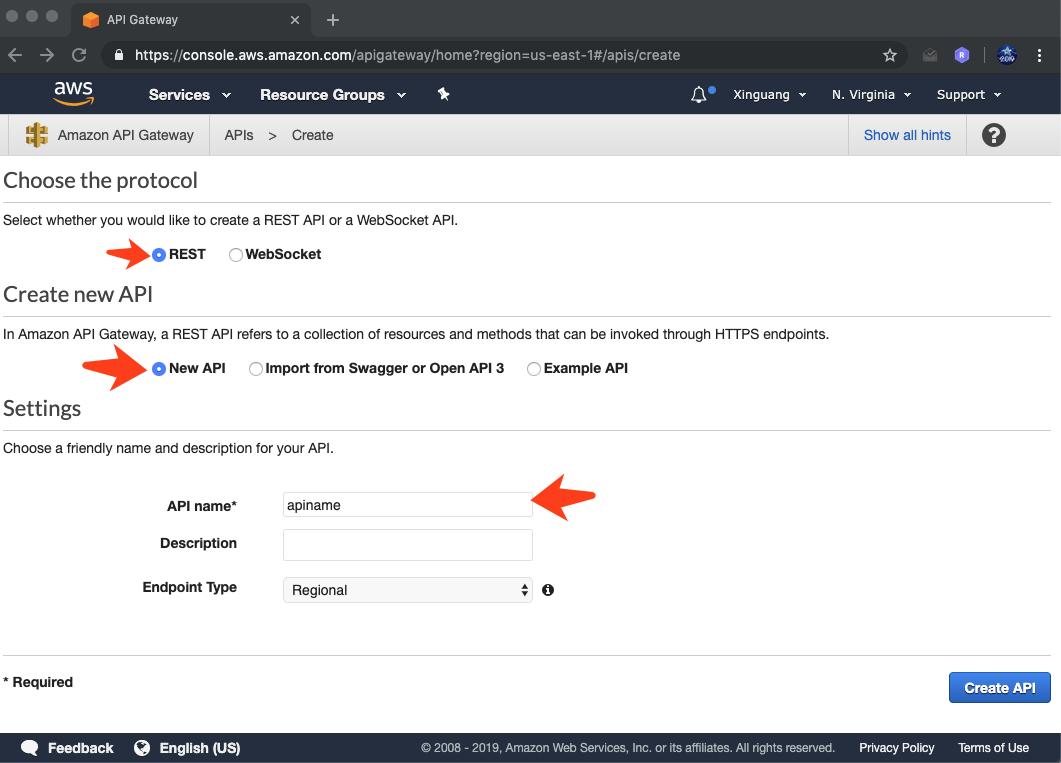 API Gateway
https://console.aws.amazon.com/apigateway/home?region=us-east-1#/apis/create
R
2019
aws
Services
Resource Groups
Xinguang
N. Virginia
Support
Amazon API Gateway
APIs > Create
Show all hints
?
Choose the protocol
Select whether you would like to create a REST API or a WebSocket API.
REST WebSocket
Create new API
In Amazon API Gateway, a REST API refers to a collection of resources and methods that can be invoked through HTTPS endpoints.
New API Import from Swagger or Open API 3 Example API
Settings
Choose a friendly name and description for your API.
API name* apiname
Description
Endpoint Type Regional
* Required
Create API
Feedback English (US) © 2008 - 2019, Amazon Web Services, Inc. or its affiliates. All rights reserved. Privacy Policy Terms of Use